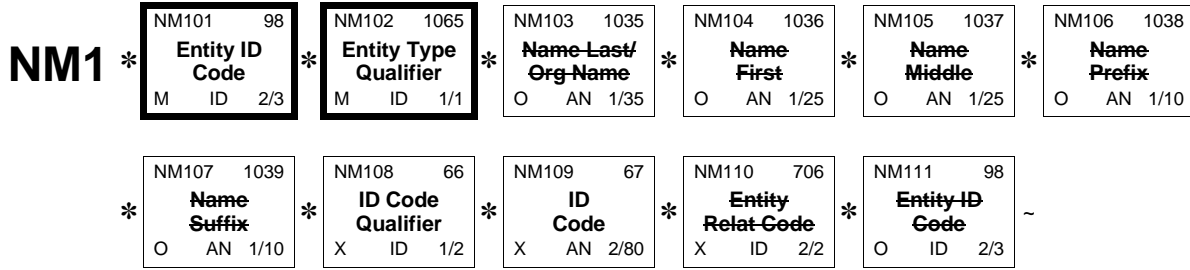 NM101 98 NM102 1065 NM103 1035 NM104 1036 NM105 1037 NM106 1038
NM1 * Entity ID Code * Entity Type Qualifier * Name Last/ Org Name * Name First * Name Middle * Name Prefix
M ID 2/3 M ID 1/1 O AN 1/35 O AN 1/25 O AN 1/25 O AN 1/10
NM107 1039 NM108 66 NM109 67 NM110 706 NM111 98
* Name Suffix * ID Code Qualifier * ID Code * Entity Relat Code * Entity ID Code ~
O AN 1/10 X ID 1/2 X AN 2/80 X ID 2/2 O ID 2/3